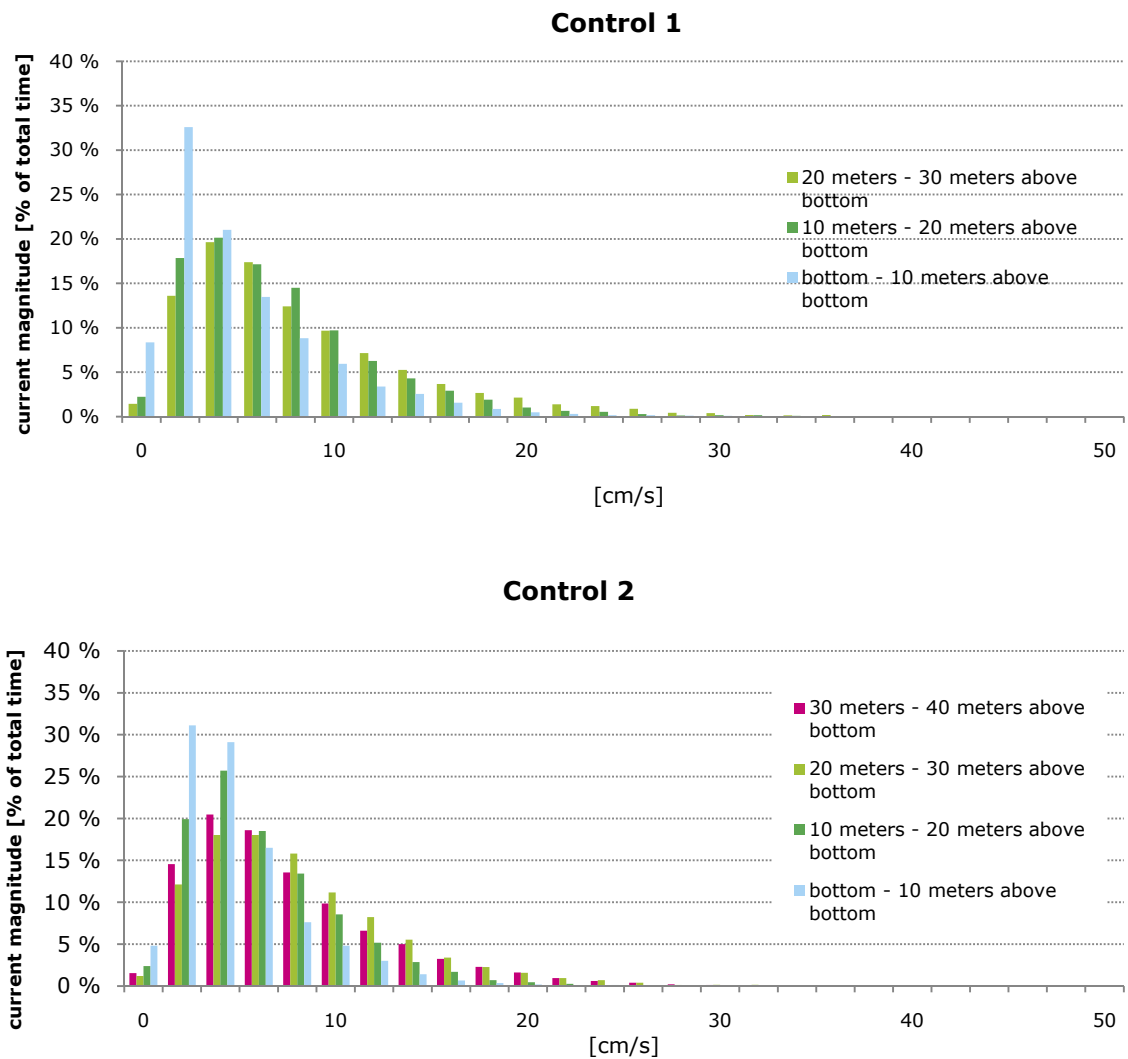 Control 1
current magnitude [% of total time]
40 %
35 %
30 %
25 %
20 %
15 %
10 %
5 %
0 %
20 meters - 30 meters above
bottom
10 meters - 20 meters above
bottom
bottom - 10 meters above
bottom
0 10 20 30 40 50
[cm/s]
Control 2
current magnitude [% of total time]
40 %
35 %
30 %
25 %
20 %
15 %
10 %
5 %
0 %
30 meters - 40 meters above
bottom
20 meters - 30 meters above
bottom
10 meters - 20 meters above
bottom
bottom - 10 meters above
bottom
0 10 20 30 40 50
[cm/s]